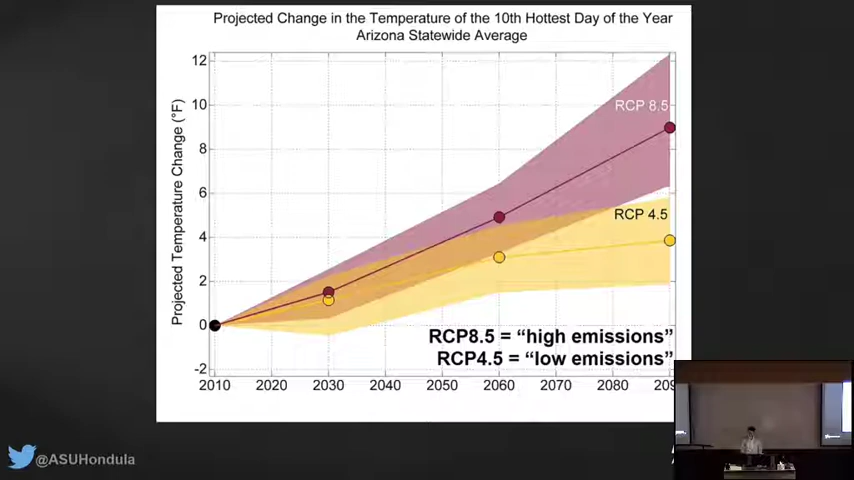 Projected Change in the Temperature of the 10th Hottest Day of the Year
Arizona Statewide Average
Projected Temperature Change (°F)
12
10
8
6
4
2
0
-2
RCP 8.5
RCP 4.5
RCP8.5 = “high emissions”
RCP4.5 = “low emissions”
2010 2020 2030 2040 2050 2060 2070 2080 209
@ASUHondula